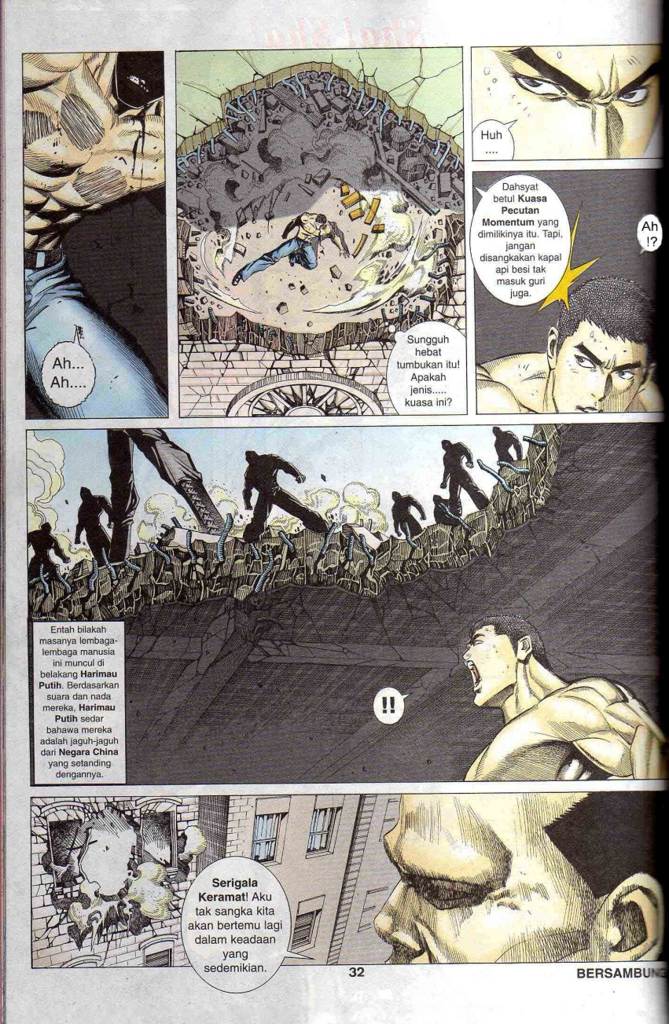 Ah...
Ah....
Sungguh
hebat
tumbukan itu!
Apakah
jenis.....
kuasa ini?
Huh
....
Dahsyat
betul Kuasa
Pecutan
Momentum yang
dimilikinya itu. Tapi,
jangan
disangkakan kapal
api besi tak
masuk guri
juga.
Ah
!?
Entah bilakah
masanya lembaga-
lembaga manusia
ini muncul di
belakang Harimau
Putih. Berdasarkan
suara dan nada
mereka, Harimau
Putih sedar
bahawa mereka
adalah jaguh-jaguh
dari Negara China
yang setanding
dengannya.
!!
Serigala
Keramat! Aku
tak sangka kita
akan bertemu lagi
dalam keadaan
yang
sedemikian.
32
BERSAMBUNG